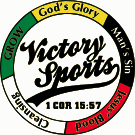 God's Glory
Man's Sin
Jesus' Blood
Cleansing
GROW
Victory
Sports
1 COR 15:57